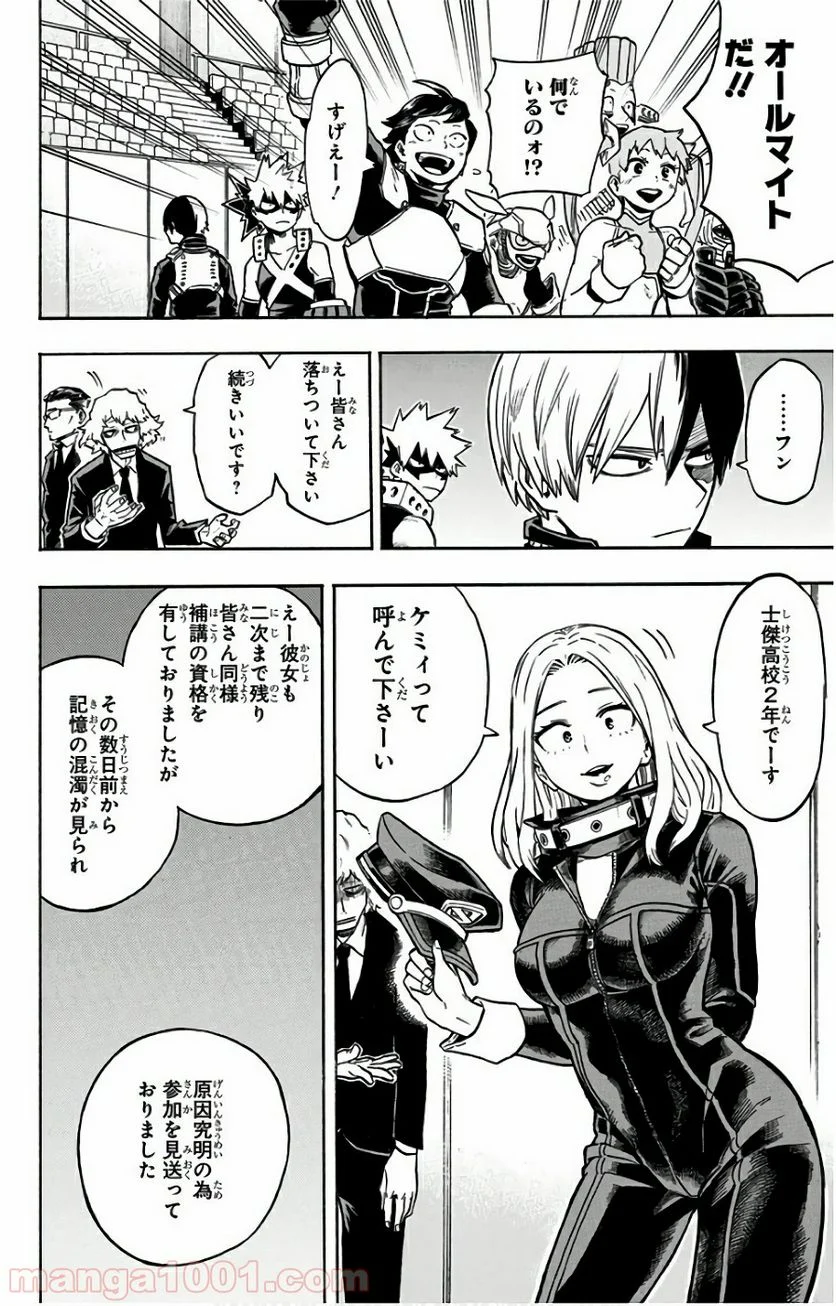 オールマイト
だ!!
何で
いるのォ!?
すげえー!
……フン
えー皆さん
落ちついて下さい
続きいいです?
士傑高校2年でーす
ケミィって
呼んで下さーい
えー彼女も
二次まで残り
皆さん同様
補講の資格を
有しておりましたが
その数日前から
記憶の混濁が見られ
原因究明の為
参加を見送って
おりました
manga1001.com